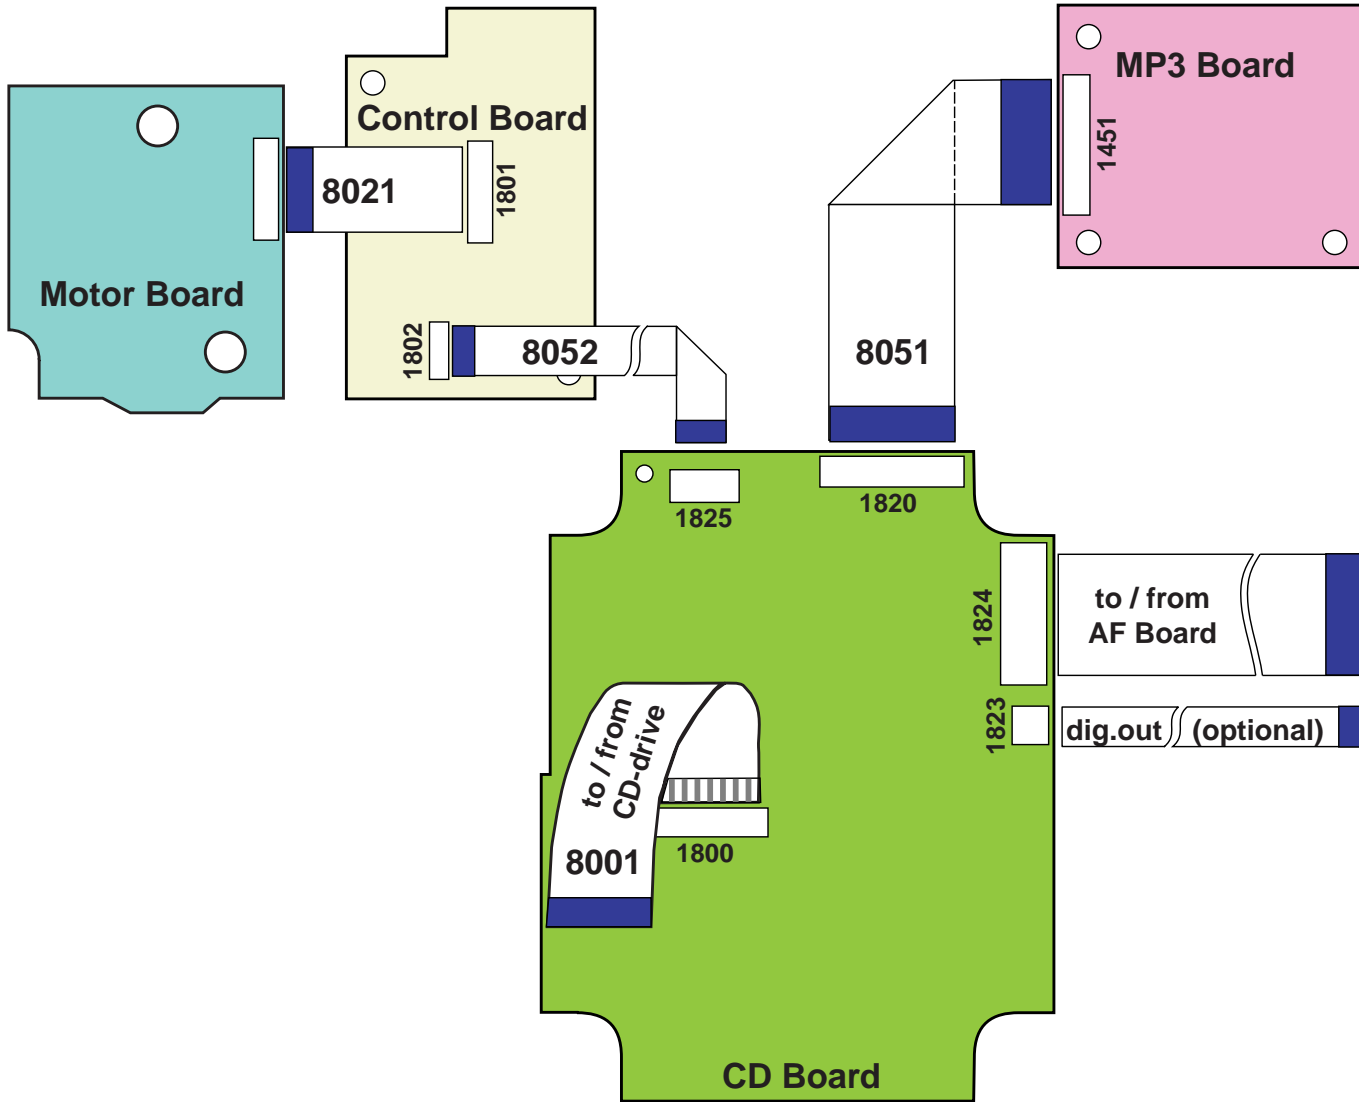 MP3 Board
Control Board
1451
8021
1801
Motor Board
1802
8052
8051
1825
1820
1824
to / from
AF Board
1823
dig.out (optional)
to / from
CD-drive
1800
8001
CD Board